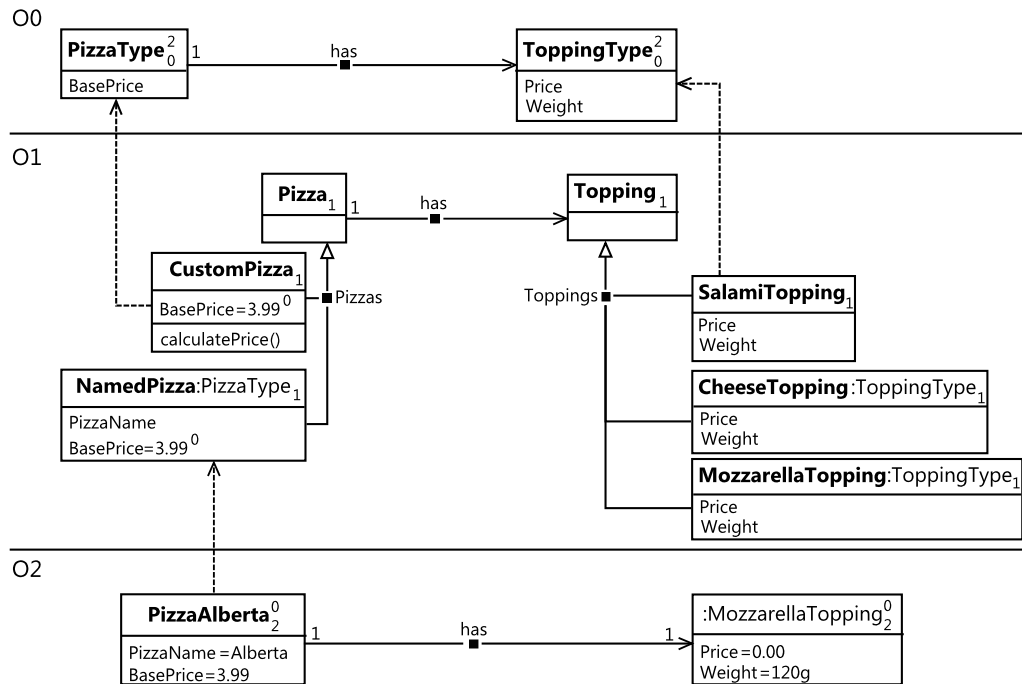 O0
PizzaType 2 0
1
has
ToppingType 2 0
BasePrice
Price
Weight
O1
Pizza 1
1
has
Topping 1
CustomPizza 1
BasePrice=3.99 0
calculatePrice()
Pizzas
Toppings
SalamiTopping 1
Price
Weight
NamedPizza:PizzaType 1
PizzaName
BasePrice=3.99 0
CheeseTopping:ToppingType 1
Price
Weight
MozzarellaTopping:ToppingType 1
Price
Weight
O2
PizzaAlberta 0 2
PizzaName=Alberta
BasePrice=3.99
1
has
1
:MozzarellaTopping 0 2
Price=0.00
Weight=120g